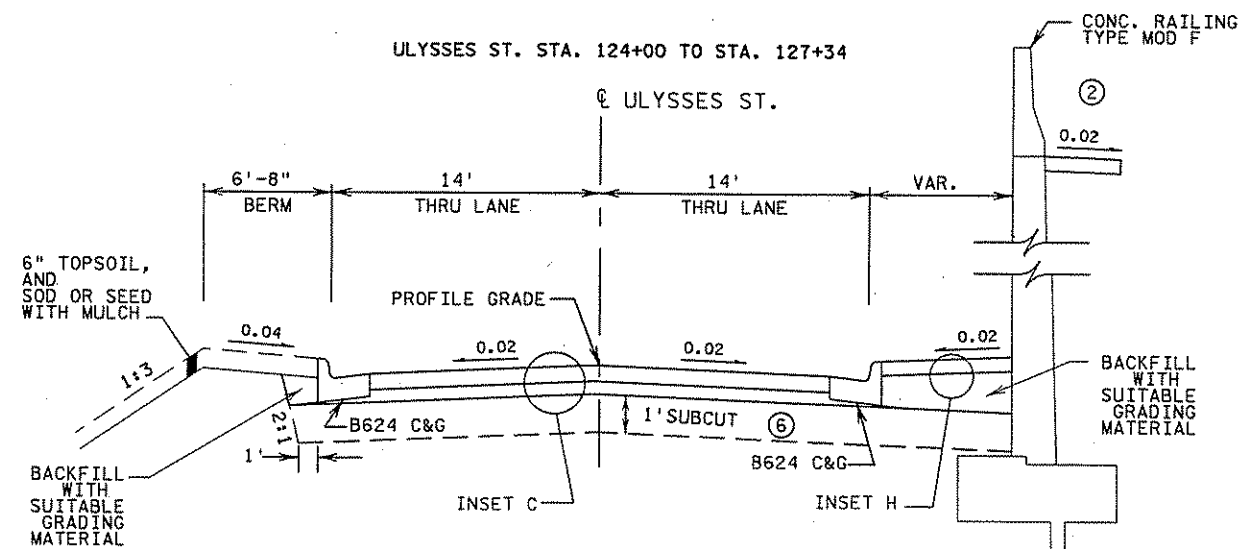 CONC. RAILING
TYPE MOD F
ULYSSES ST. STA. 124+00 TO STA. 127+34
℄ ULYSSES ST.
2
0.02
6'-8"
BERM
14'
THRU LANE
14'
THRU LANE
VAR.
6" TOPSOIL,
AND
SOD OR SEED
WITH MULCH
PROFILE GRADE
0.04
0.02
0.02
0.02
1:3
BACKFILL
WITH
SUITABLE
GRADING
MATERIAL
2:1
B624 C&G
1' SUBCUT
6
B624 C&G
1'
BACKFILL
WITH
SUITABLE
GRADING
MATERIAL
INSET C
INSET H